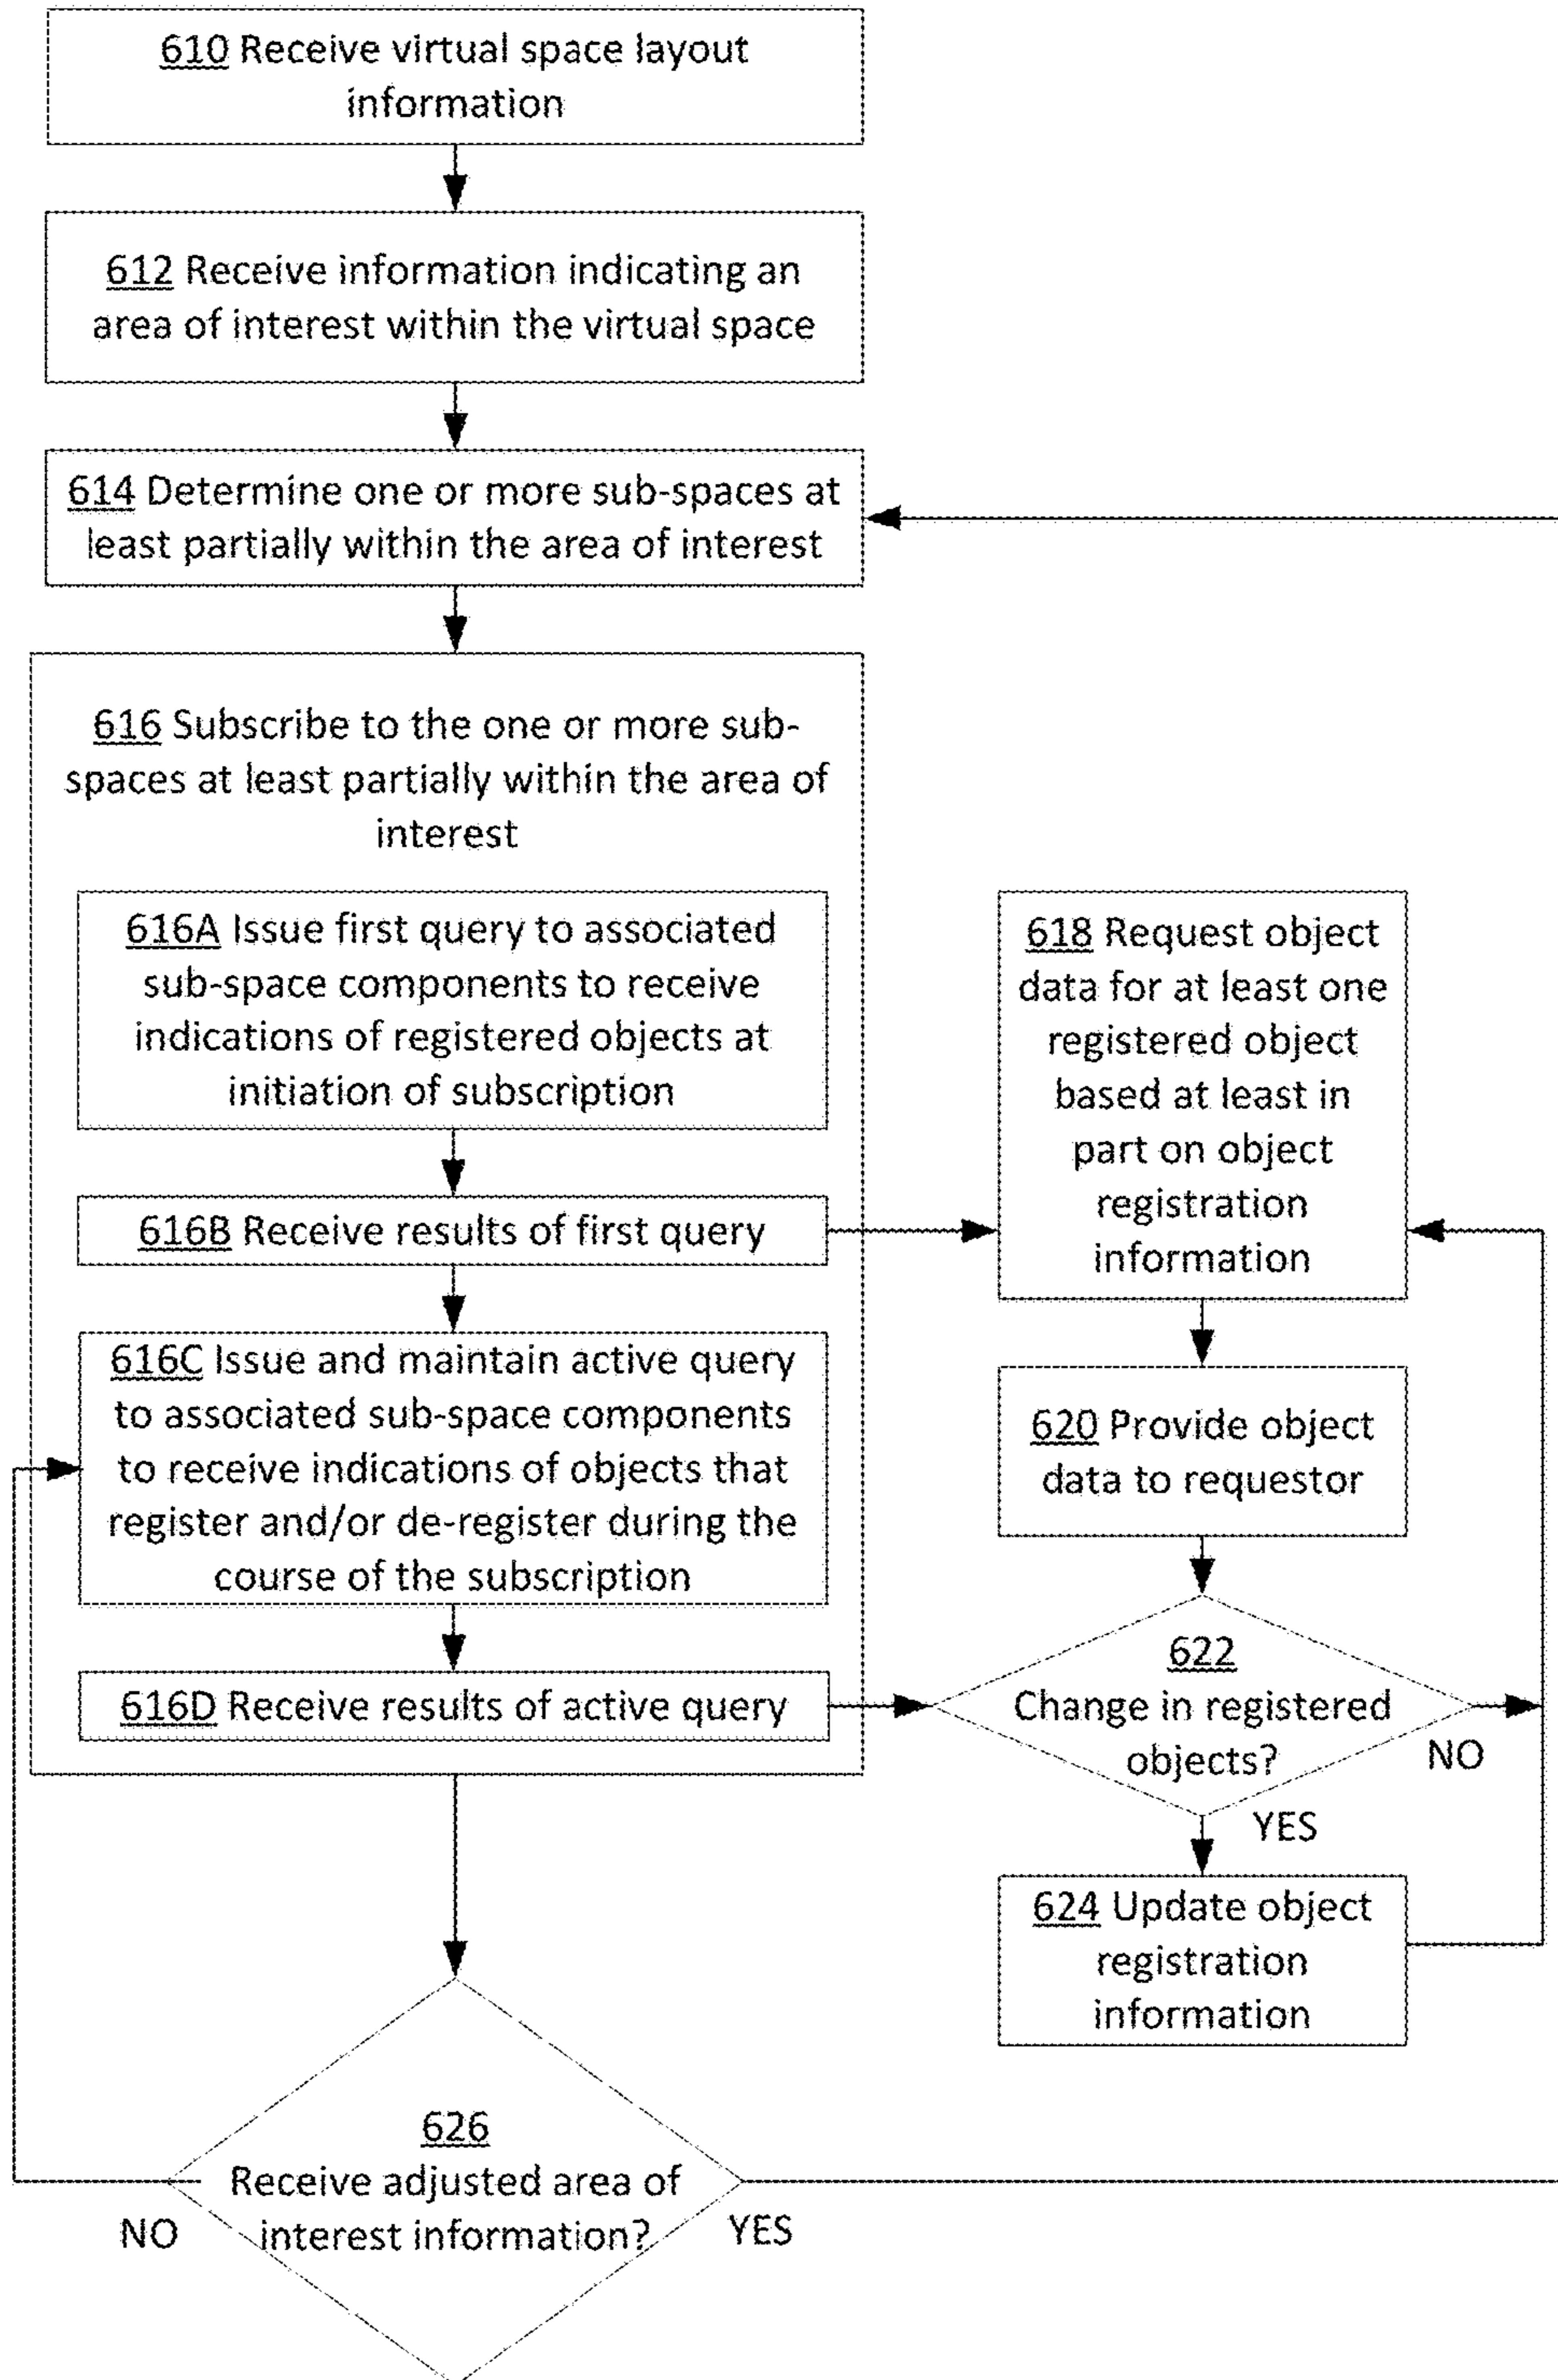 610 Receive virtual space layout
information
612 Receive information indicating an
area of interest within the virtual space
614 Determine one or more sub-spaces at
least partially within the area of interest
616 Subscribe to the one or more sub-
spaces at least partially within the area of
interest
616A Issue first query to associated
sub-space components to receive
indications of registered objects at
initiation of subscription
616B Receive results of first query
616C Issue and maintain active query
to associated sub-space components
to receive indications of objects that
register and/or de-register during the
course of the subscription
616D Receive results of active query
618 Request object
data for at least one
registered object
based at least in
part on object
registration
information
620 Provide object
data to requestor
622
Change in registered
objects?
NO
YES
624 Update object
registration
information
626
Receive adjusted area of
interest information?
NO
YES